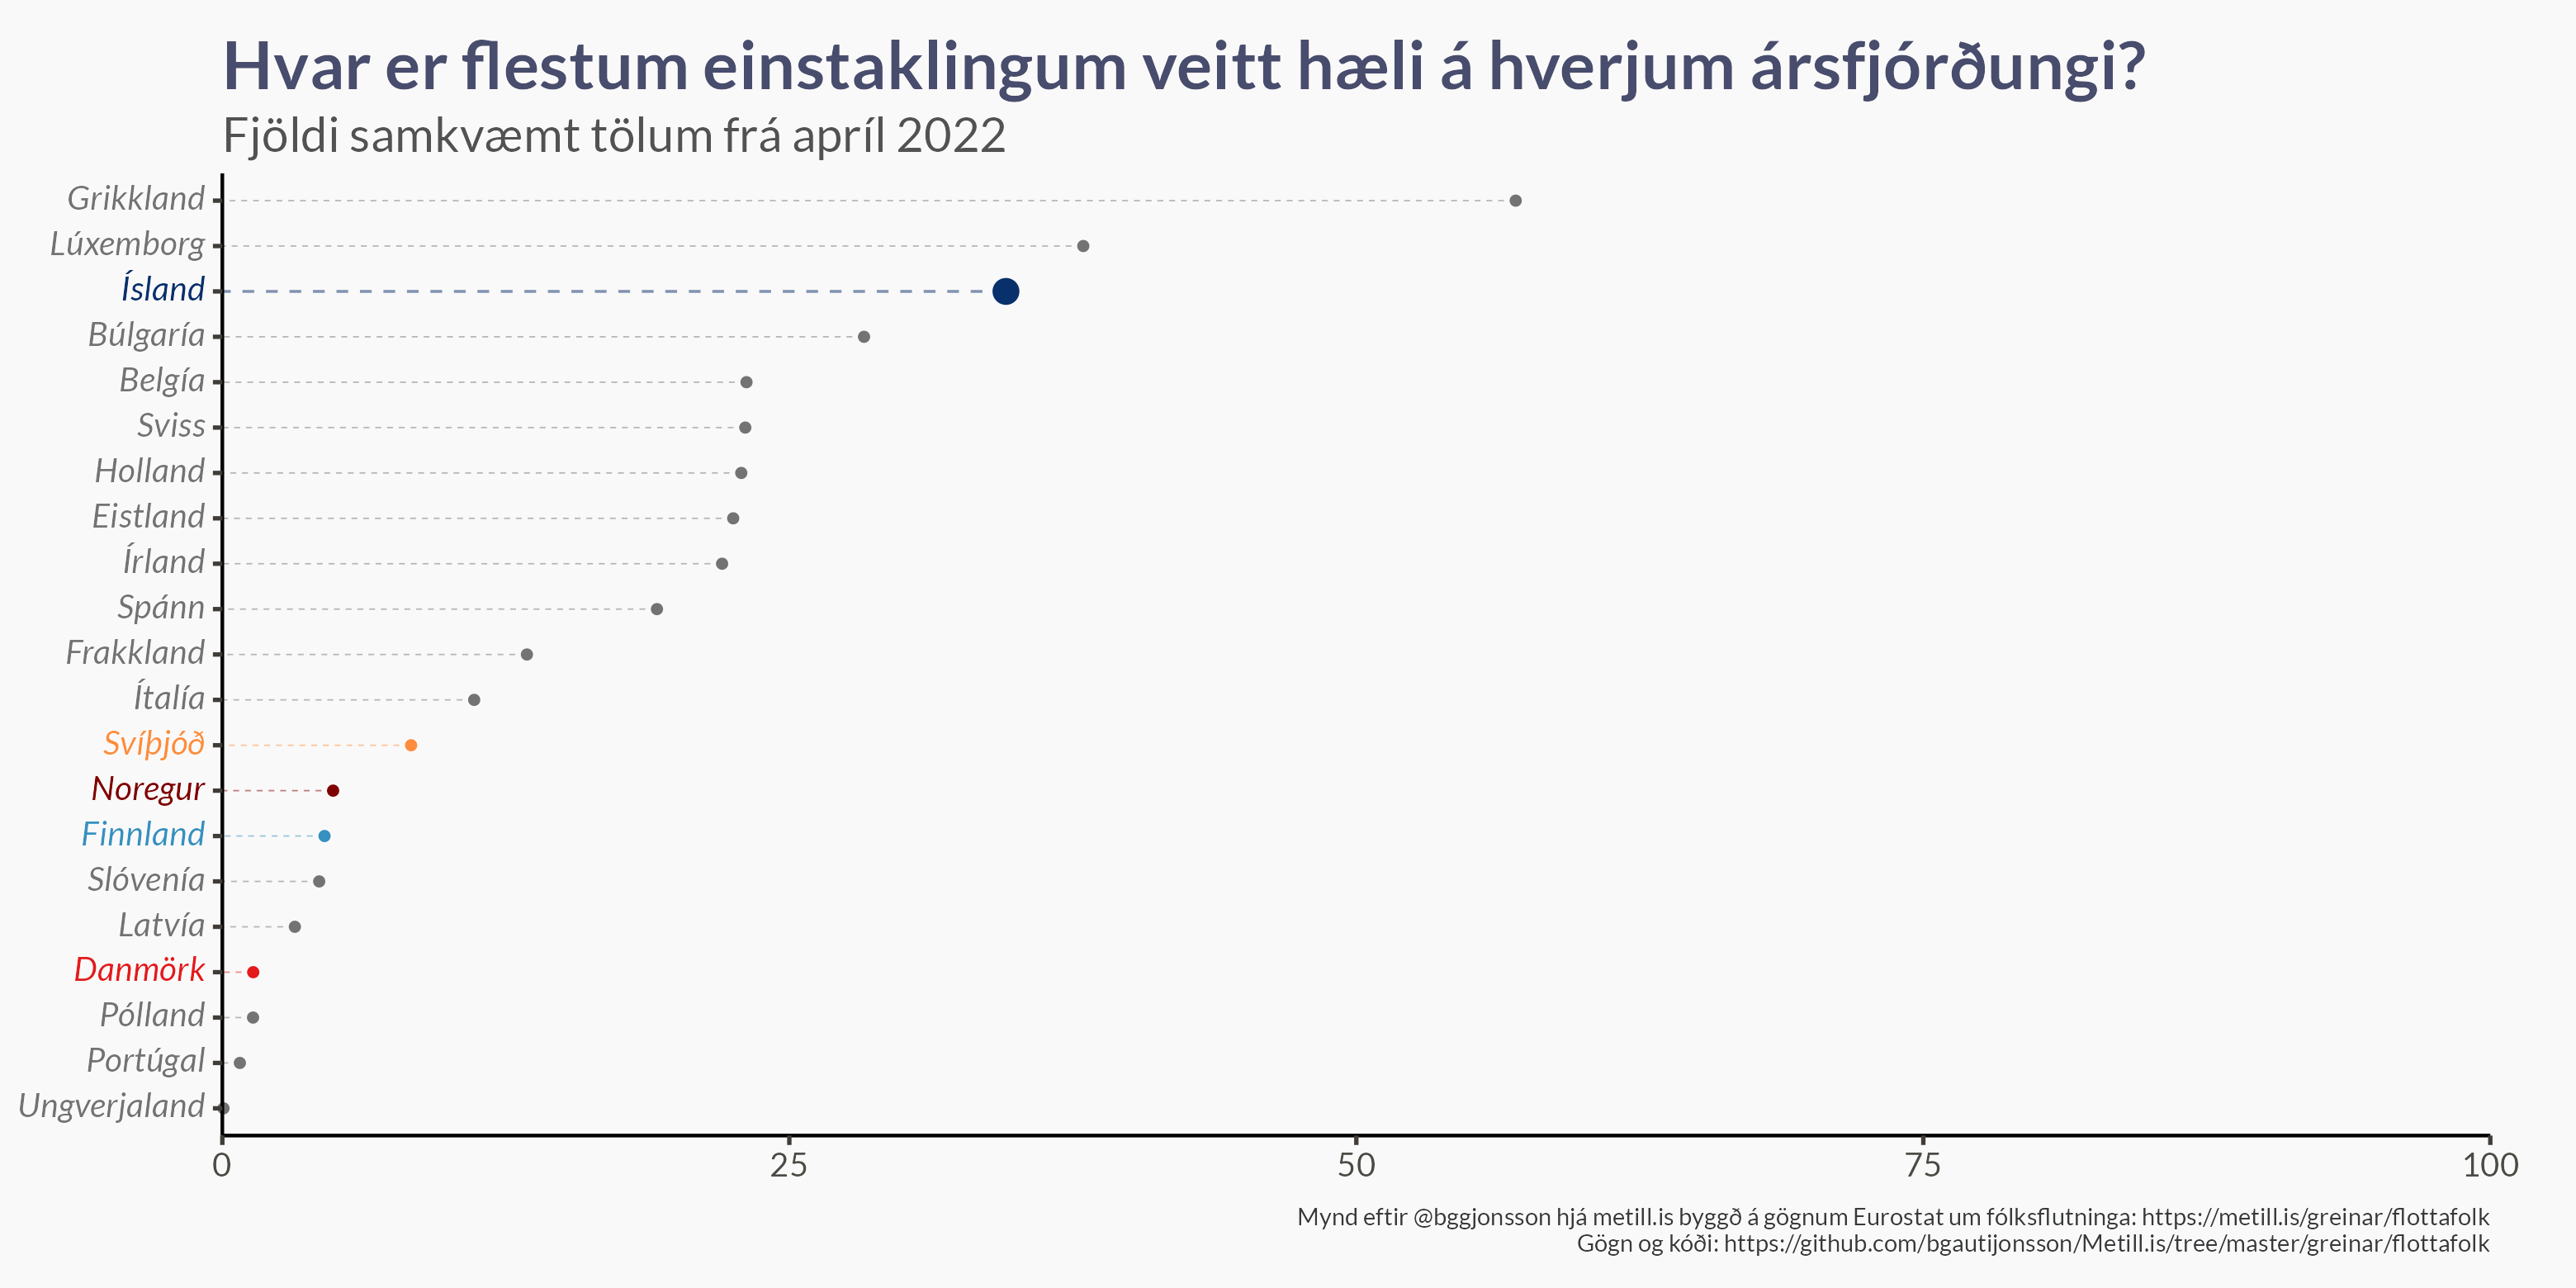 Hvar er flestum einstaklingum veitt hæli á hverjum ársfjórðungi?
Fjöldi samkvæmt tölum frá apríl 2022
Grikkland
Lúxemborg
Ísland
Búlgaría
Belgía
Sviss
Holland
Eistland
Írland
Spánn
Frakkland
Ítalía
Svíþjóð
Noregur
Finnland
Slóvenía
Latvía
Danmörk
Pólland
Portúgal
Ungverjaland
0 25 50 75 100
Mynd eftir @bggjonsson hjá metill.is byggð á gögnum Eurostat um fólksflutninga: https://metill.is/greinar/flottafolk
Gögn og kóði: https://github.com/bgautijonsson/Metill.is/tree/master/greinar/flottafolk